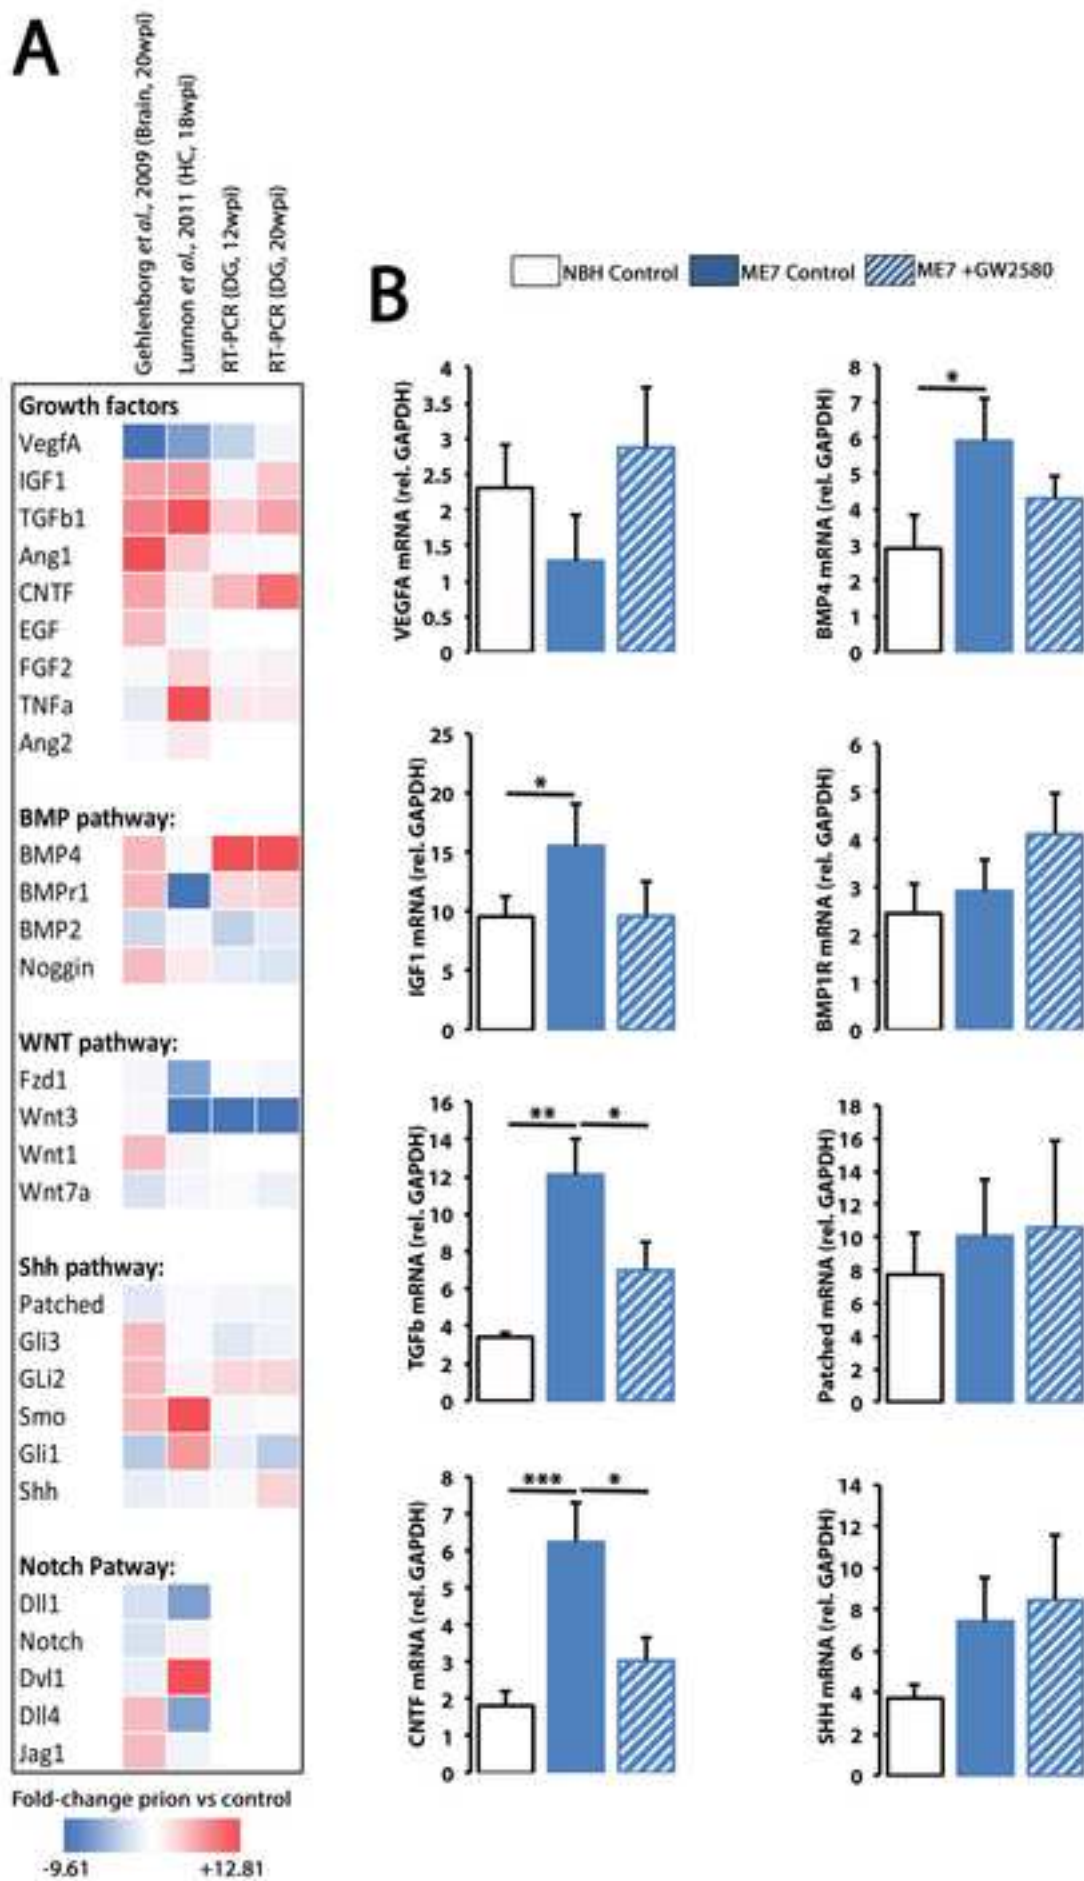 A
Gehlenborg et al., 2009 (Brain, 20wpi)
Lunnon et al., 2011 (HC, 18wpi)
RT-PCR (DG, 12wpi)
RT-PCR (DG, 20wpi)
Growth factors
VegfA
IGF1
TGFb1
Ang1
CNTF
EGF
FGF2
TNFa
Ang2
BMP pathway:
BMP4
BMPr1
BMP2
Noggin
WNT pathway:
Fzd1
Wnt3
Wnt1
Wnt7a
Shh pathway:
Patched
Gli3
GLi2
Smo
Gli1
Shh
Notch Patway:
Dll1
Notch
Dvl1
Dll4
Jag1
Fold-change prion vs control
-9.61 +12.81
B
NBH Control ME7 Control ME7 +GW2580
VEGFA mRNA (rel. GAPDH)
4
3.5
3
2.5
2
1.5
1
0.5
0
BMP4 mRNA (rel. GAPDH)
8
7
6
5
4
3
2
1
0
*
IGF1 mRNA (rel. GAPDH)
25
20
15
10
5
0
*
BMP1R mRNA (rel. GAPDH)
6
5
4
3
2
1
0
TGFb mRNA (rel. GAPDH)
16
14
12
10
8
6
4
2
0
** *
Patched mRNA (rel. GAPDH)
18
16
14
12
10
8
6
4
2
0
CNTF mRNA (rel. GAPDH)
8
7
6
5
4
3
2
1
0
*** *
SHH mRNA (rel. GAPDH)
14
12
10
8
6
4
2
0